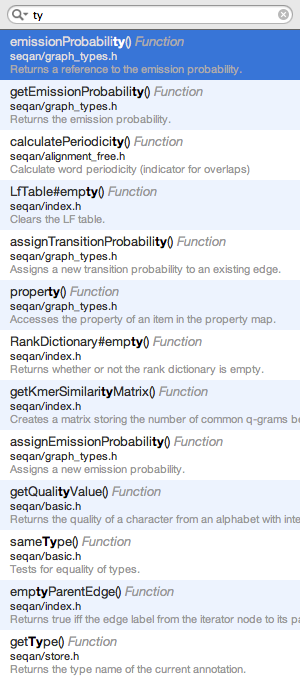 ty
emissionProbability() Function
seqan/graph_types.h
Returns a reference to the emission probability.
getEmissionProbability() Function
seqan/graph_types.h
Returns the emission probability.
calculatePeriodicity() Function
seqan/alignment_free.h
Calculate word periodicity (indicator for overlaps)
LfTable#empty() Function
seqan/index.h
Clears the LF table.
assignTransitionProbability() Function
seqan/graph_types.h
Assigns a new transition probability to an existing edge.
property() Function
seqan/graph_types.h
Accesses the property of an item in the property map.
RankDictionary#empty() Function
seqan/index.h
Returns whether or not the rank dictionary is empty.
getKmerSimilarityMatrix() Function
seqan/index.h
Creates a matrix storing the number of common q-grams be
assignEmissionProbability() Function
seqan/graph_types.h
Assigns a new emission probability.
getQualityValue() Function
seqan/basic.h
Returns the quality of a character from an alphabet with inte
sameType() Function
seqan/basic.h
Tests for equality of types.
emptyParentEdge() Function
seqan/index.h
Returns true iff the edge label from the iterator node to its pa
getType() Function
seqan/store.h
Returns the type name of the current annotation.